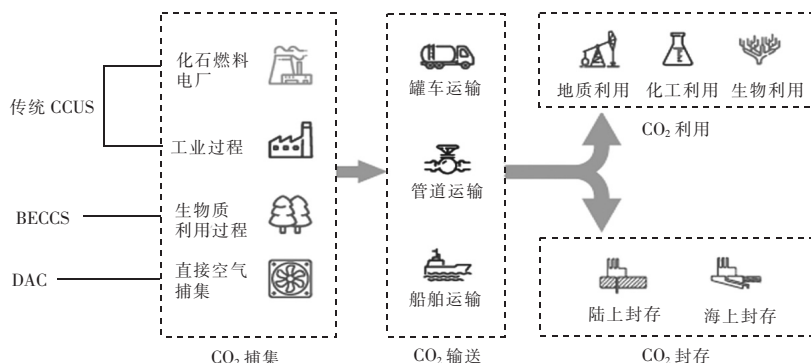 传统 CCUS
BECCS
DAC
化石燃料
电厂
工业过程
生物质
利用过程
直接空气
捕集
CO₂ 捕集
罐车运输
管道运输
船舶运输
CO₂ 输送
地质利用 化工利用 生物利用
CO₂ 利用
陆上封存 海上封存
CO₂ 封存